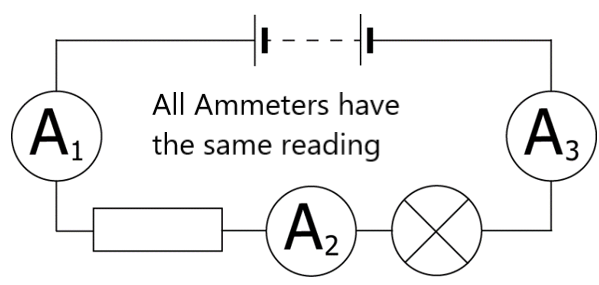 All Ammeters have
the same reading
A1
A3
A2